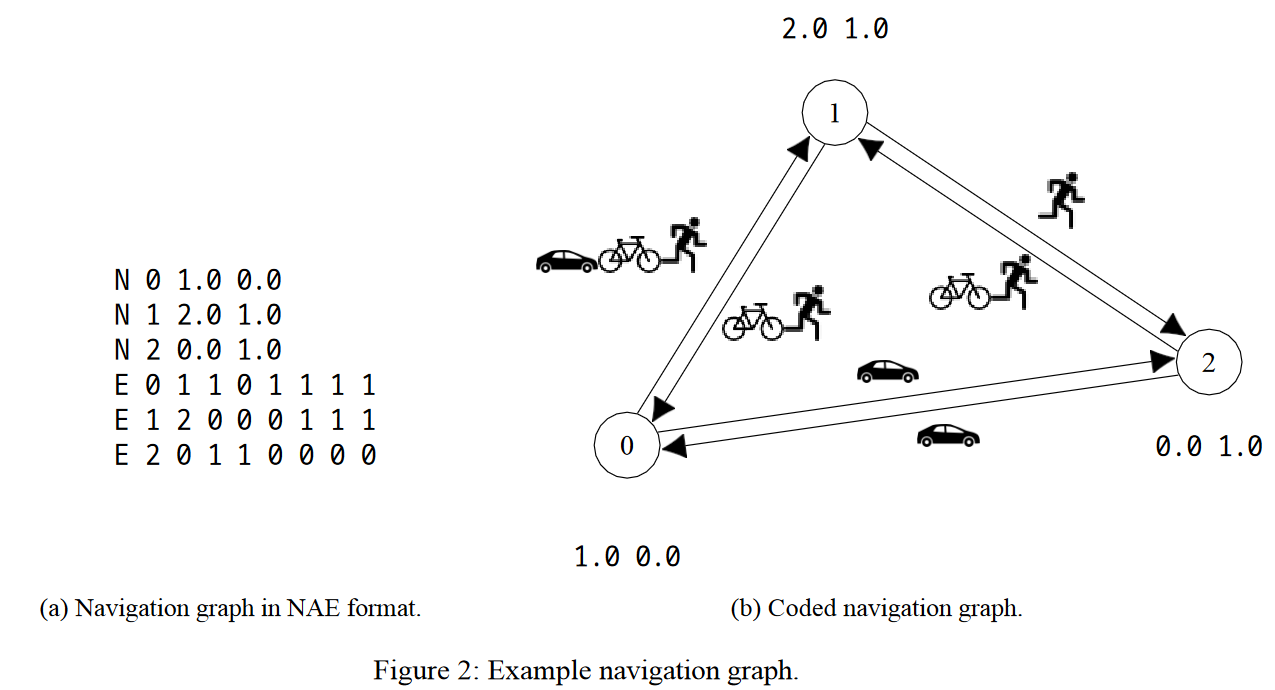 2.0 1.0
1
N 0 1.0 0.0
N 1 2.0 1.0
N 2 0.0 1.0
E 0 1 1 0 1 1 1 1
E 1 2 0 0 0 1 1 1
E 2 0 1 1 0 0 0 0
2
0
0.0 1.0
1.0 0.0
(a) Navigation graph in NAE format.
(b) Coded navigation graph.
Figure 2: Example navigation graph.